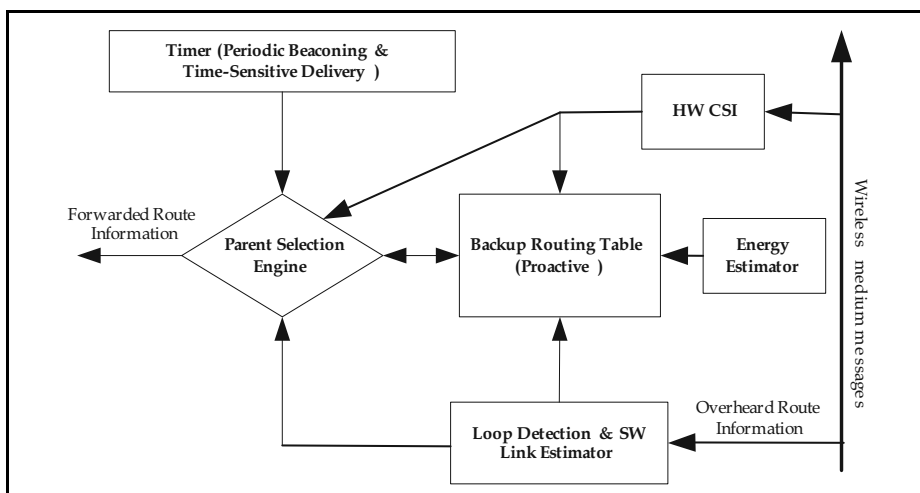 Timer (Periodic Beaconing &
Time-Sensitive Delivery )
HW CSI
Forwarded Route
Information
Parent Selection
Engine
Backup Routing Table
(Proactive )
Energy
Estimator
Wireless medium messages
Loop Detection & SW
Link Estimator
Overheard Route
Information